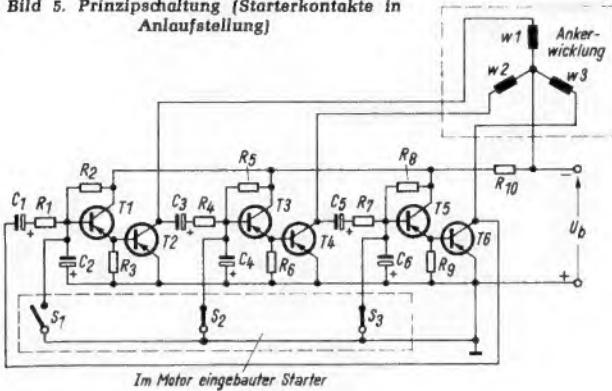 Bild 5. Prinzipschaltung (Starterkontakte in
Anlaufstellung)
w1
Anker-
wicklung
w2
w3
R2
R5
R8
R10
−
C1
R1
T1
T2
C3
R4
T3
T4
C5
R7
T5
T6
Ub
C2
R3
C4
R6
C6
R9
+
S1
S2
S3
Im Motor eingebauter Starter